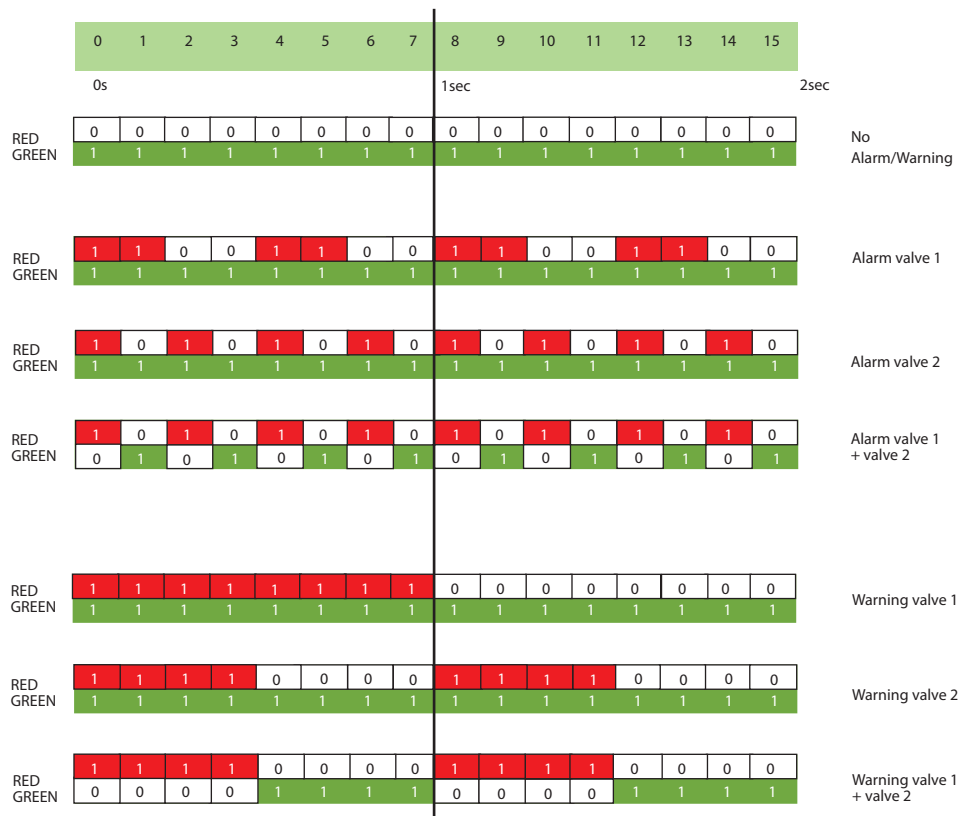 0 1 2 3 4 5 6 7 8 9 10 11 12 13 14 15
0s 1sec 2sec
RED 0 0 0 0 0 0 0 0 0 0 0 0 0 0 0 0 No
GREEN 1 1 1 1 1 1 1 1 1 1 1 1 1 1 1 1 Alarm/Warning
RED 1 1 0 0 1 1 0 0 1 1 0 0 1 1 0 0
GREEN 1 1 1 1 1 1 1 1 1 1 1 1 1 1 1 1 Alarm valve 1
RED 1 0 1 0 1 0 1 0 1 0 1 0 1 0 1 0
GREEN 1 1 1 1 1 1 1 1 1 1 1 1 1 1 1 1 Alarm valve 2
RED 1 0 1 0 1 0 1 0 1 0 1 0 1 0 1 0 Alarm valve 1
GREEN 0 1 0 1 0 1 0 1 0 1 0 1 0 1 0 1 + valve 2
RED 1 1 1 1 1 1 1 1 0 0 0 0 0 0 0 0
GREEN 1 1 1 1 1 1 1 1 1 1 1 1 1 1 1 1 Warning valve 1
RED 1 1 1 1 0 0 0 0 1 1 1 1 0 0 0 0
GREEN 1 1 1 1 1 1 1 1 1 1 1 1 1 1 1 1 Warning valve 2
RED 1 1 1 1 0 0 0 0 1 1 1 1 0 0 0 0 Warning valve 1
GREEN 0 0 0 0 1 1 1 1 0 0 0 0 1 1 1 1 + valve 2